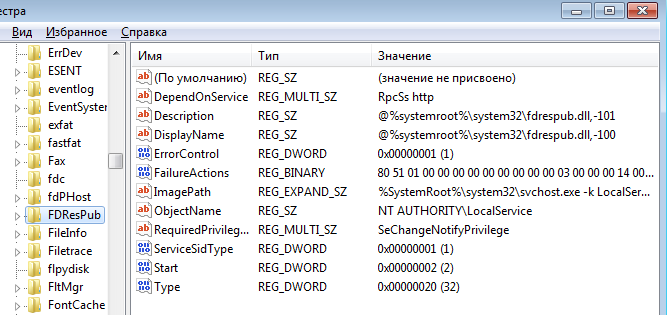 естра
Вид Избранное Справка
ErrDev
ESENT
eventlog
EventSystem
exfat
fastfat
Fax
fdc
fdPHost
FDResPub
FileInfo
Filetrace
flpydisk
FltMgr
FontCache
Имя Тип Значение
(По умолчанию) REG_SZ (значение не присвоено)
DependOnService REG_MULTI_SZ RpcSs http
Description REG_SZ @%systemroot%\system32\fdrespub.dll,-101
DisplayName REG_SZ @%systemroot%\system32\fdrespub.dll,-100
ErrorControl REG_DWORD 0x00000001 (1)
FailureActions REG_BINARY 80 51 01 00 00 00 00 00 00 00 00 00 03 00 00 00 14 00...
ImagePath REG_EXPAND_SZ %SystemRoot%\system32\svchost.exe -k LocalSer...
ObjectName REG_SZ NT AUTHORITY\LocalService
RequiredPrivileg... REG_MULTI_SZ SeChangeNotifyPrivilege
ServiceSidType REG_DWORD 0x00000001 (1)
Start REG_DWORD 0x00000002 (2)
Type REG_DWORD 0x00000020 (32)